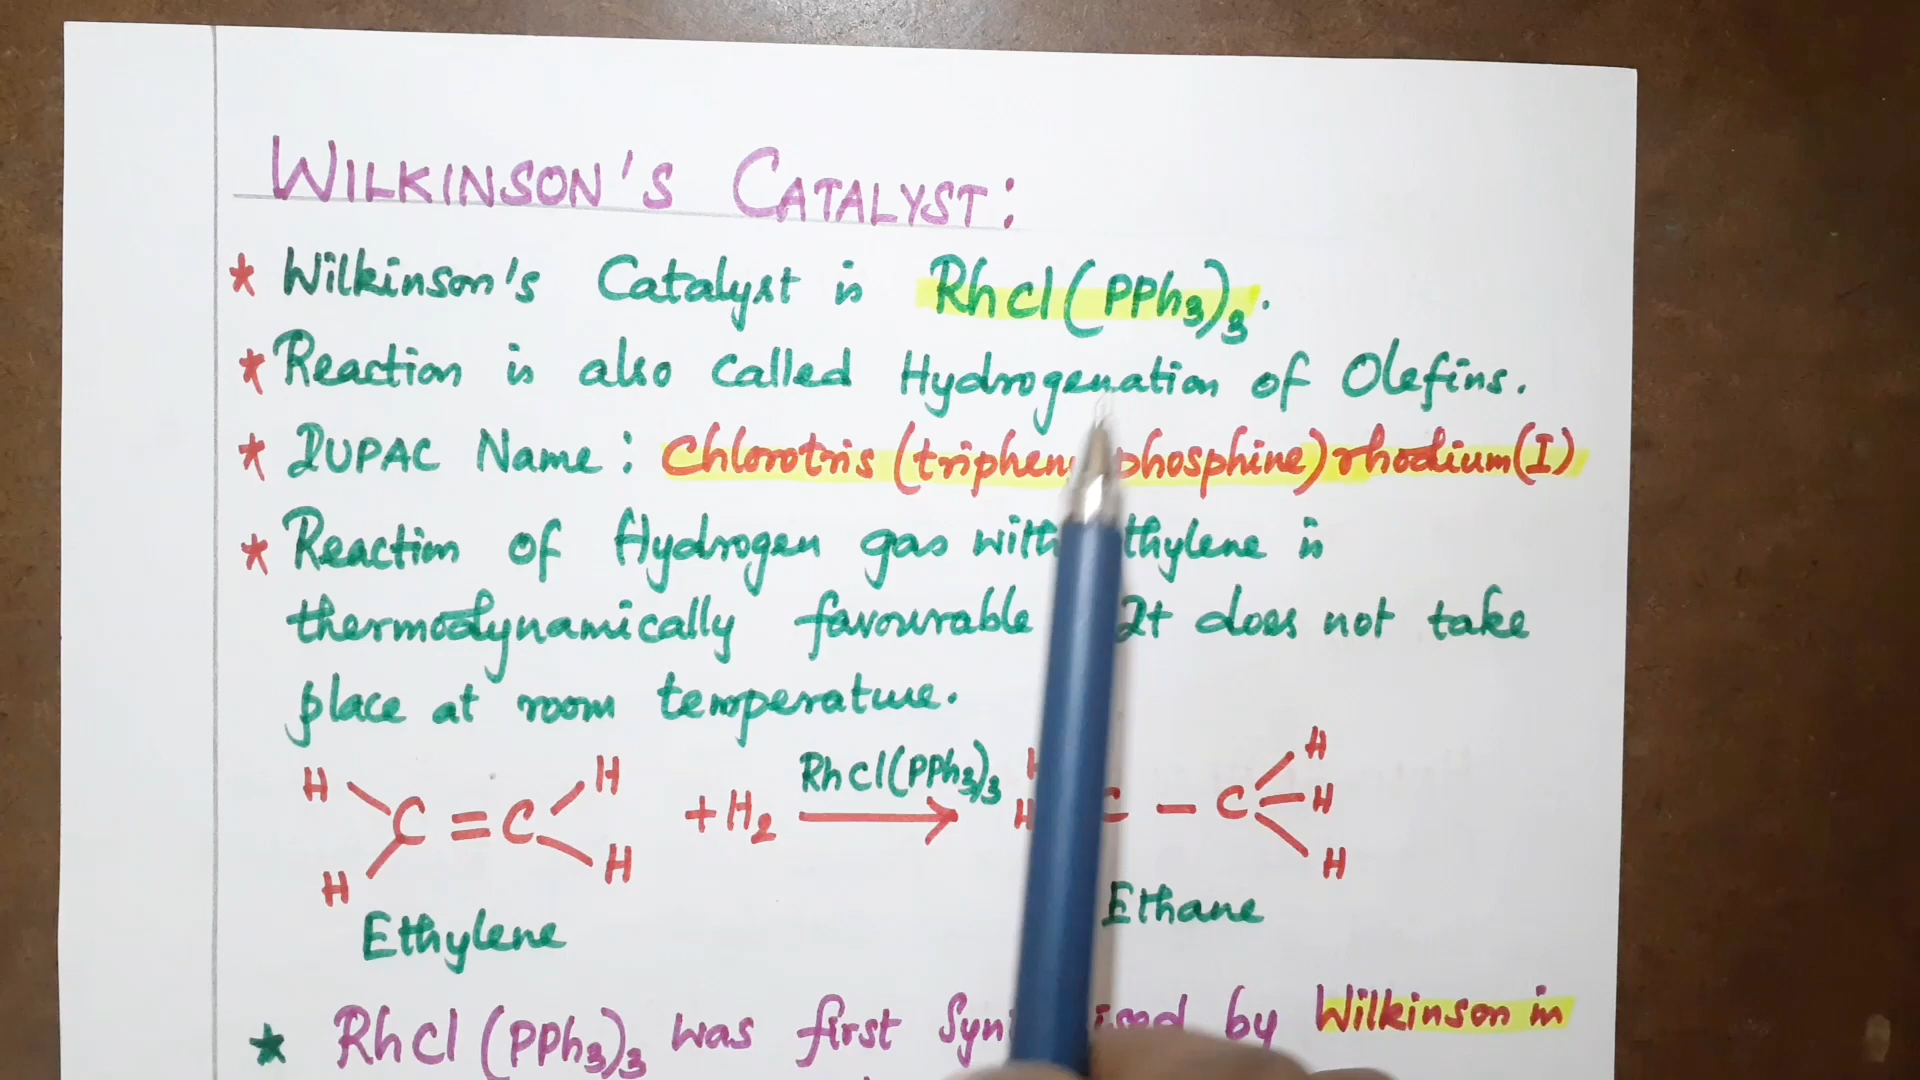 WILKINSON'S CATALYST:
* Wilkinson's Catalyst is RhCl(PPh3)3.
* Reaction is also called Hydrogenation of Olefins.
* IUPAC Name: Chlorotris (triphen phosphine) rhodium(I)
* Reaction of Hydrogen gas with thylene is
thermodynamically favourable It does not take
place at room temperature.
H H RhCl(PPh3)3 H H
C = C + H2 → H C - C H
H H H
Ethylene Ethane
* RhCl(PPh3)3 was first by Wilkinson in